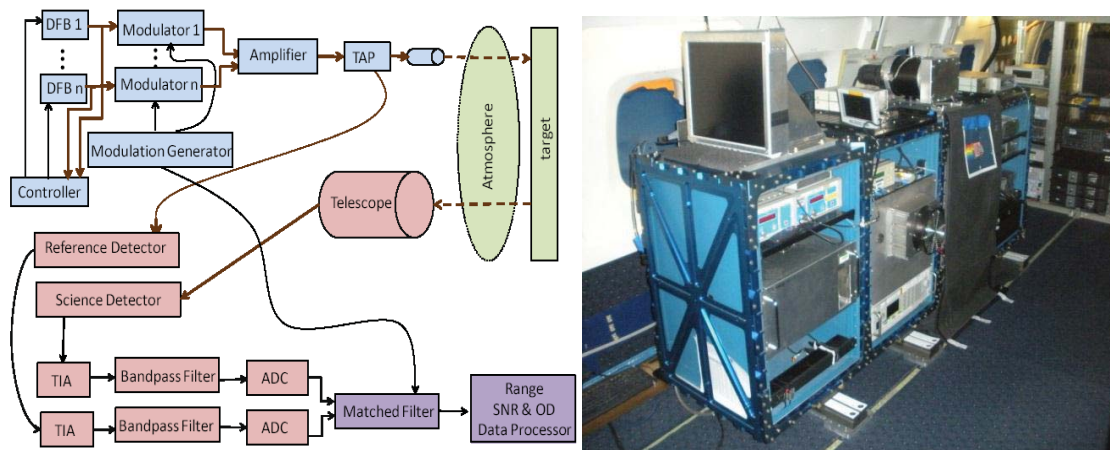 DFB 1
Modulator 1
DFB n
Modulator n
Amplifier
TAP
Modulation Generator
Controller
Atmosphere
target
Telescope
Reference Detector
Science Detector
TIA
Bandpass Filter
ADC
TIA
Bandpass Filter
ADC
Matched Filter
Range
SNR & OD
Data Processor